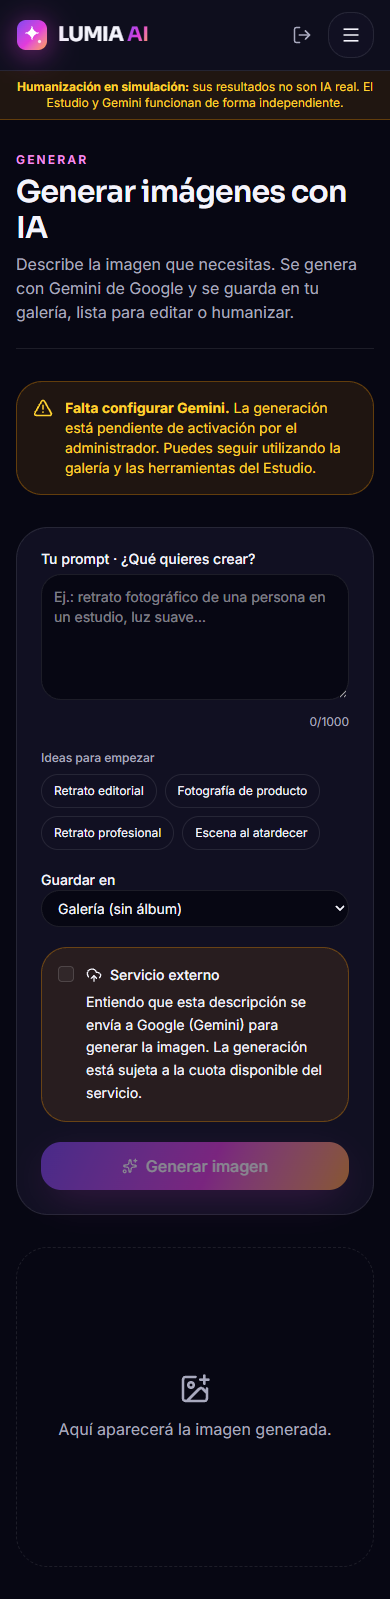 LUMIA AI
Humanización en simulación: sus resultados no son IA real. El
Estudio y Gemini funcionan de forma independiente.
GENERAR
Generar imágenes con
IA
Describe la imagen que necesitas. Se genera
con Gemini de Google y se guarda en tu
galería, lista para editar o humanizar.
Falta configurar Gemini. La generación
está pendiente de activación por el
administrador. Puedes seguir utilizando la
galería y las herramientas del Estudio.
Tu prompt · ¿Qué quieres crear?
Ej.: retrato fotográfico de una persona en
un estudio, luz suave...
0/1000
Ideas para empezar
Retrato editorial
Fotografía de producto
Retrato profesional
Escena al atardecer
Guardar en
Galería (sin álbum)
Servicio externo
Entiendo que esta descripción se
envía a Google (Gemini) para
generar la imagen. La generación
está sujeta a la cuota disponible del
servicio.
Generar imagen
Aquí aparecerá la imagen generada.